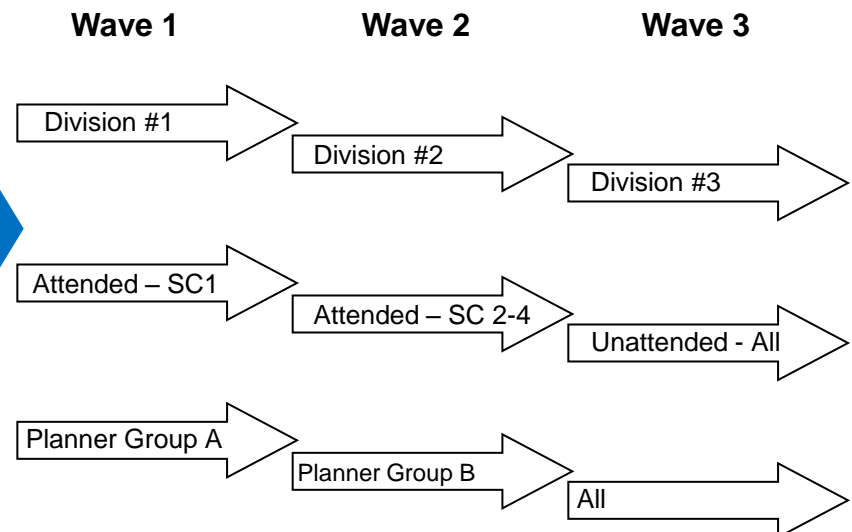 Wave 1 Wave 2 Wave 3
Division #1
Division #2
Division #3
Attended – SC1
Attended – SC 2-4
Unattended - All
Planner Group A
Planner Group B
All